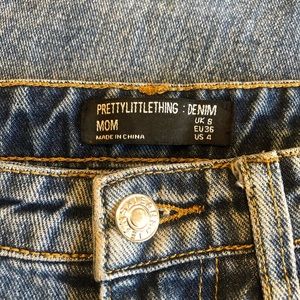 PRETTYLITTLETHING : DENIM
MOM
MADE IN CHINA
UK 8
EU 36
US 4